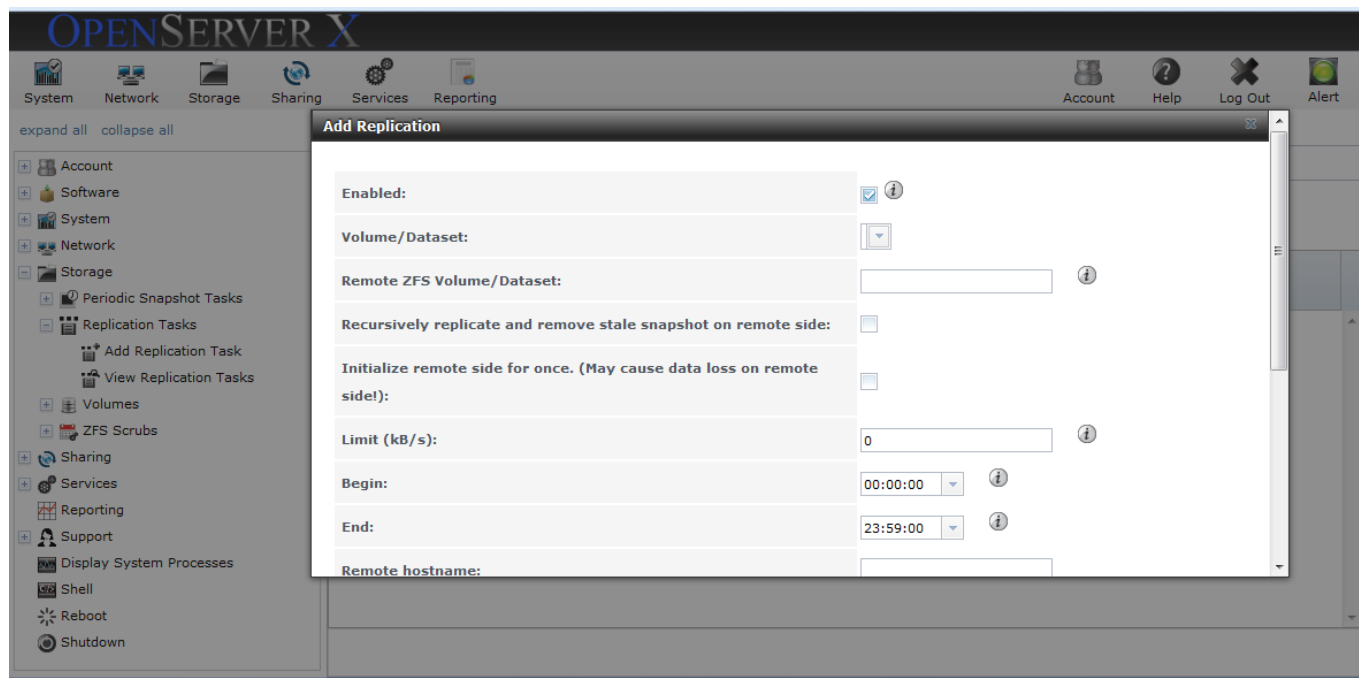 OPENSERVER X
System Network Storage Sharing Services Reporting Account Help Log Out Alert
expand all collapse all
Account
Software
System
Network
Storage
Periodic Snapshot Tasks
Replication Tasks
Add Replication Task
View Replication Tasks
Volumes
ZFS Scrubs
Sharing
Services
Reporting
Support
Display System Processes
Shell
Reboot
Shutdown
Add Replication
Enabled:
Volume/Dataset:
Remote ZFS Volume/Dataset:
Recursively replicate and remove stale snapshot on remote side:
Initialize remote side for once. (May cause data loss on remote
side!):
Limit (kB/s): 0
Begin: 00:00:00
End: 23:59:00
Remote hostname: